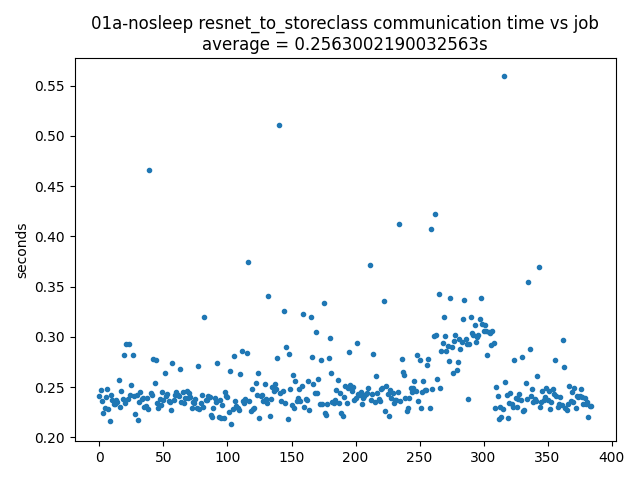 01a-nosleep resnet_to_storeclass communication time vs job
average = 0.2563002190032563s
seconds
0.55
0.50
0.45
0.40
0.35
0.30
0.25
0.20
0 50 100 150 200 250 300 350 400